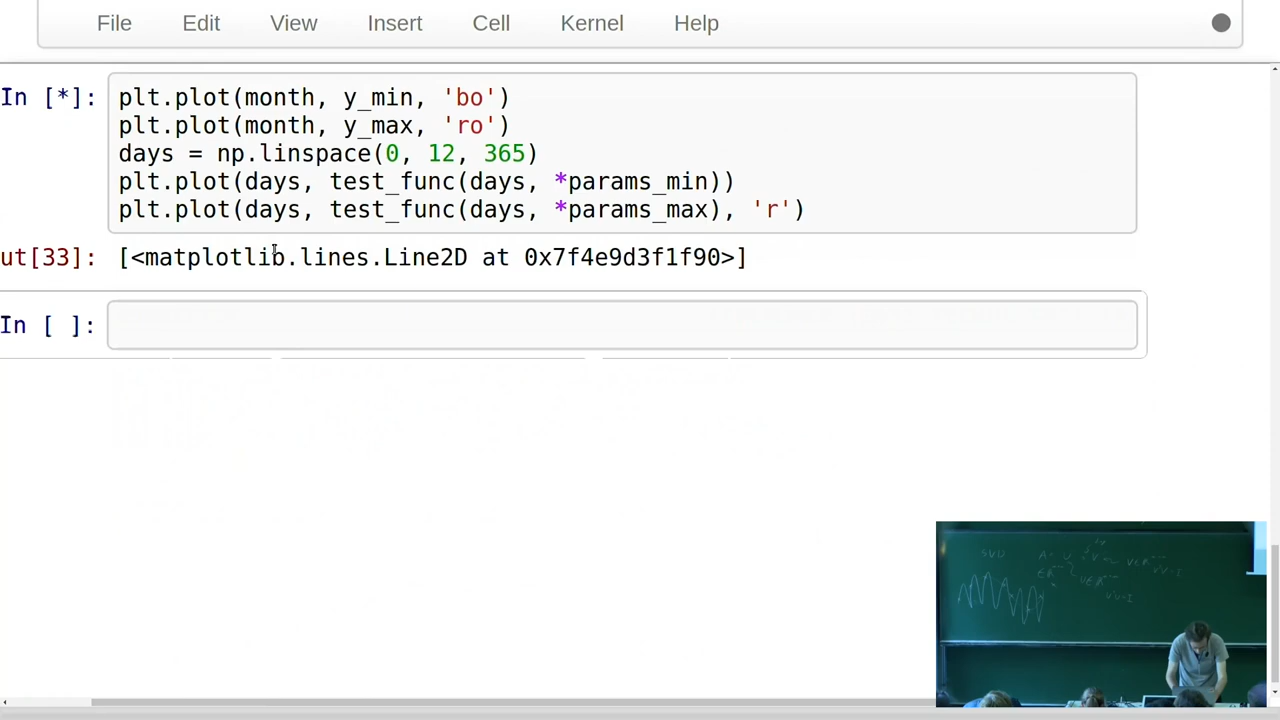 File Edit View Insert Cell Kernel Help
In [*]: plt.plot(month, y_min, 'bo')
plt.plot(month, y_max, 'ro')
days = np.linspace(0, 12, 365)
plt.plot(days, test_func(days, *params_min))
plt.plot(days, test_func(days, *params_max), 'r')
ut[33]: [<matplotlib.lines.Line2D at 0x7f4e9d3f1f90>]
In [ ]:
SVD